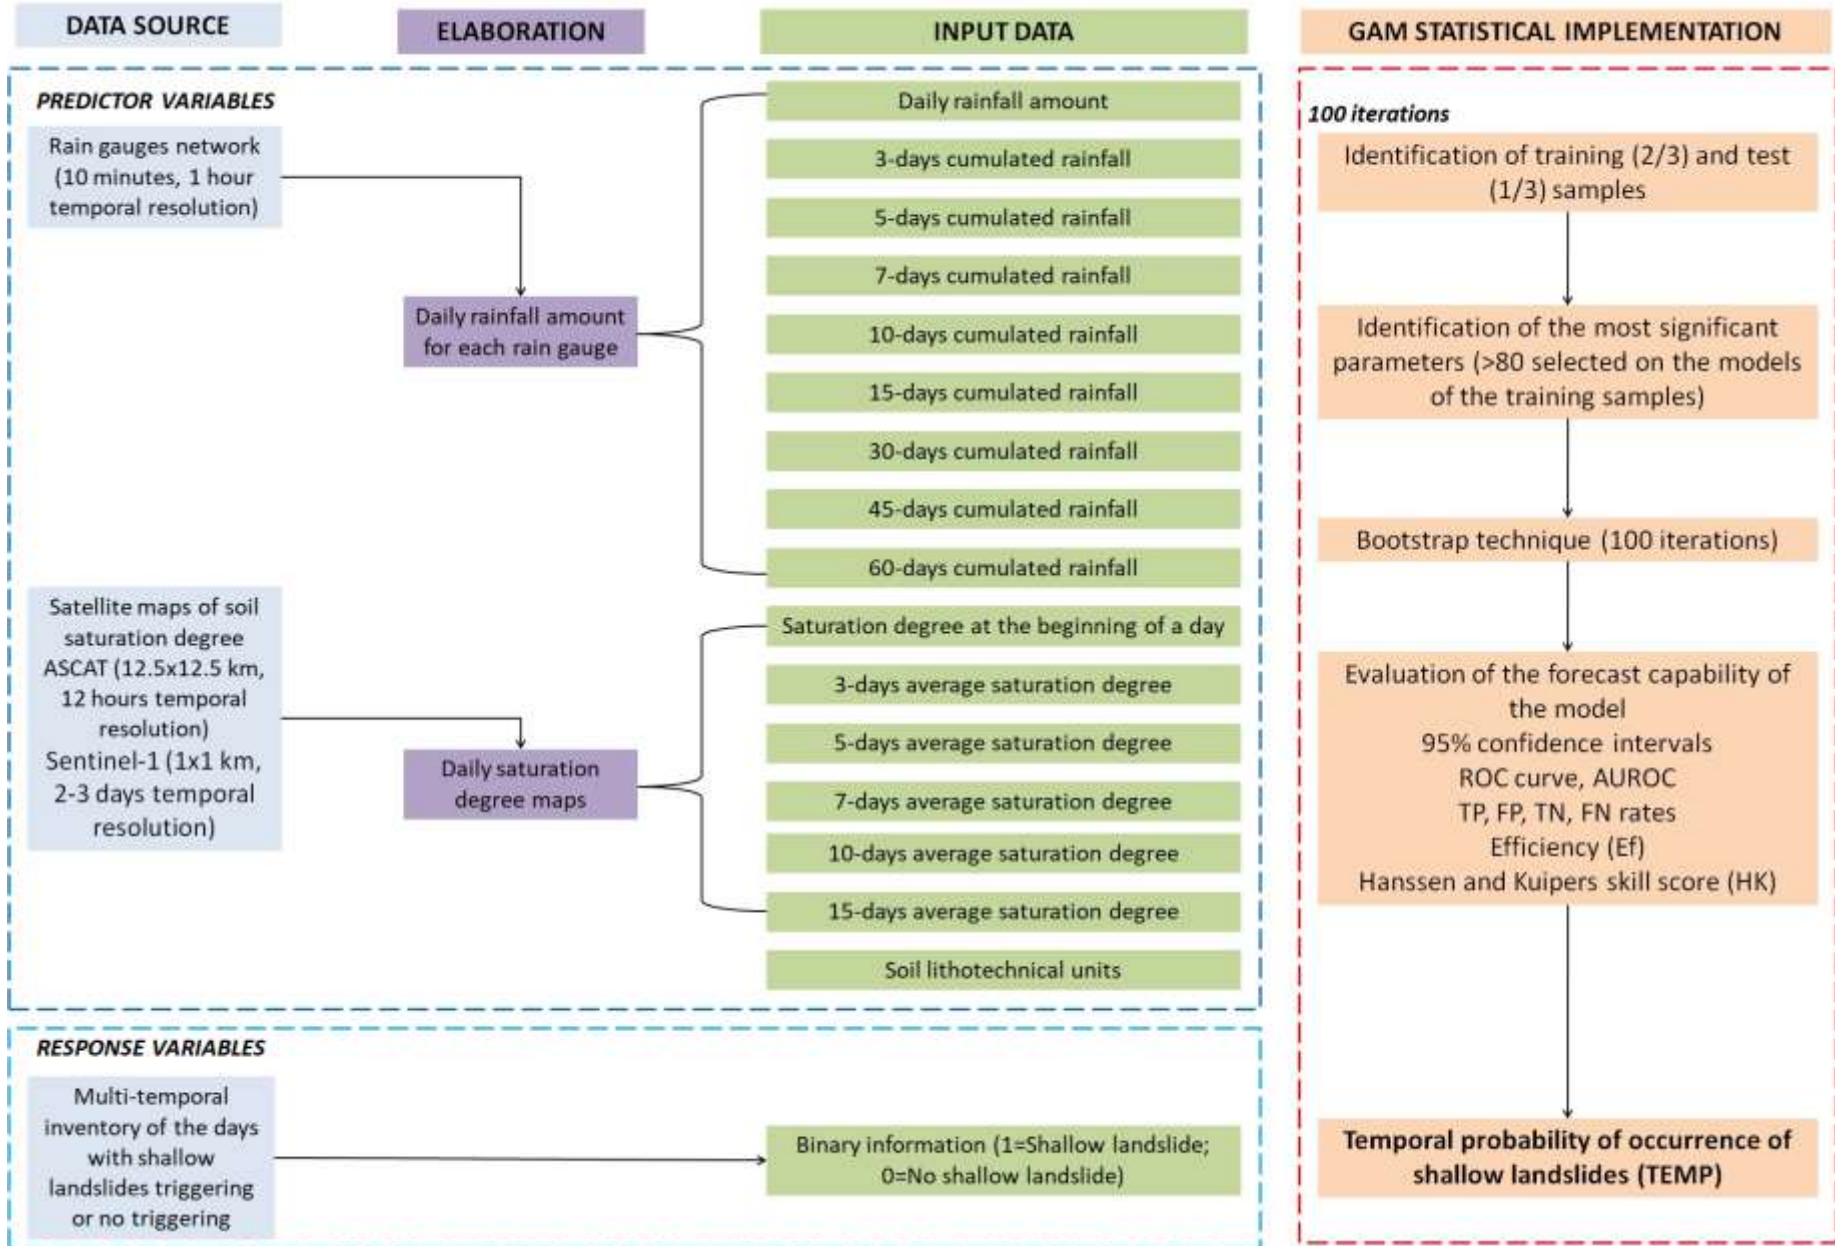 DATA SOURCE
ELABORATION
INPUT DATA
GAM STATISTICAL IMPLEMENTATION
PREDICTOR VARIABLES
Rain gauges network
(10 minutes, 1 hour
temporal resolution)
Daily rainfall amount
for each rain gauge
Daily rainfall amount
3-days cumulated rainfall
5-days cumulated rainfall
7-days cumulated rainfall
10-days cumulated rainfall
15-days cumulated rainfall
30-days cumulated rainfall
45-days cumulated rainfall
60-days cumulated rainfall
Satellite maps of soil
saturation degree
ASCAT (12.5x12.5 km,
12 hours temporal
resolution)
Sentinel-1 (1x1 km,
2-3 days temporal
resolution)
Daily saturation
degree maps
Saturation degree at the beginning of a day
3-days average saturation degree
5-days average saturation degree
7-days average saturation degree
10-days average saturation degree
15-days average saturation degree
Soil lithotechnical units
RESPONSE VARIABLES
Multi-temporal
inventory of the days
with shallow
landslides triggering
or no triggering
Binary information (1=Shallow landslide;
0=No shallow landslide)
100 iterations
Identification of training (2/3) and test
(1/3) samples
Identification of the most significant
parameters (>80 selected on the models
of the training samples)
Bootstrap technique (100 iterations)
Evaluation of the forecast capability of
the model
95% confidence intervals
ROC curve, AUROC
TP, FP, TN, FN rates
Efficiency (Ef)
Hanssen and Kuipers skill score (HK)
Temporal probability of occurrence of
shallow landslides (TEMP)